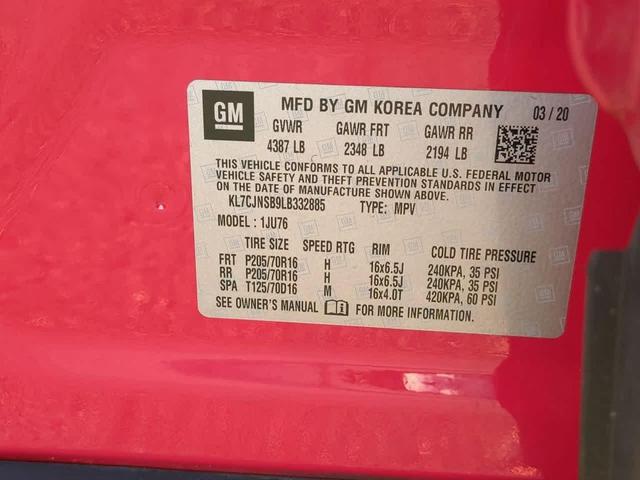 GM
MFD BY GM KOREA COMPANY 03/20
GVWR GAWR FRT GAWR RR
4387 LB 2348 LB 2194 LB
THIS VEHICLE CONFORMS TO ALL APPLICABLE U.S. FEDERAL MOTOR
VEHICLE SAFETY AND THEFT PREVENTION STANDARDS IN EFFECT
ON THE DATE OF MANUFACTURE SHOWN ABOVE.
KL7CJNSB9LB332885 TYPE: MPV
MODEL : 1JU76
TIRE SIZE SPEED RTG RIM COLD TIRE PRESSURE
FRT P205/70R16 H 16x6.5J 240KPA, 35 PSI
RR P205/70R16 H 16x6.5J 240KPA, 35 PSI
SPA T125/70D16 M 16x4.0T 420KPA, 60 PSI
SEE OWNER'S MANUAL FOR MORE INFORMATION.